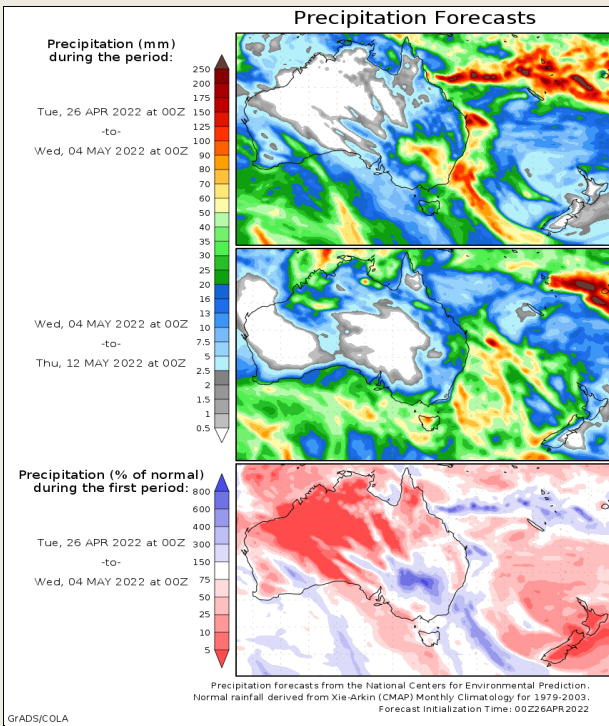 Precipitation Forecasts
Precipitation (mm)
during the period:
Tue, 26 APR 2022 at 00Z
-to-
Wed, 04 MAY 2022 at 00Z
250
200
175
150
125
100
90
80
70
60
50
40
35
30
25
20
16
13
10
7.5
5
2.5
2
1.5
1
0.5
Wed, 04 MAY 2022 at 00Z
-to-
Thu, 12 MAY 2022 at 00Z
Precipitation (% of normal)
during the first period:
Tue, 26 APR 2022 at 00Z
-to-
Wed, 04 MAY 2022 at 00Z
800
600
400
300
150
75
50
25
10
5
Precipitation forecasts from the National Centers for Environmental Prediction.
Normal rainfall derived from Xie-Arkin (CMAP) Monthly Climatology for 1979-2003.
Forecast Initialization Time: 00Z26APR2022
GrADS/COLA